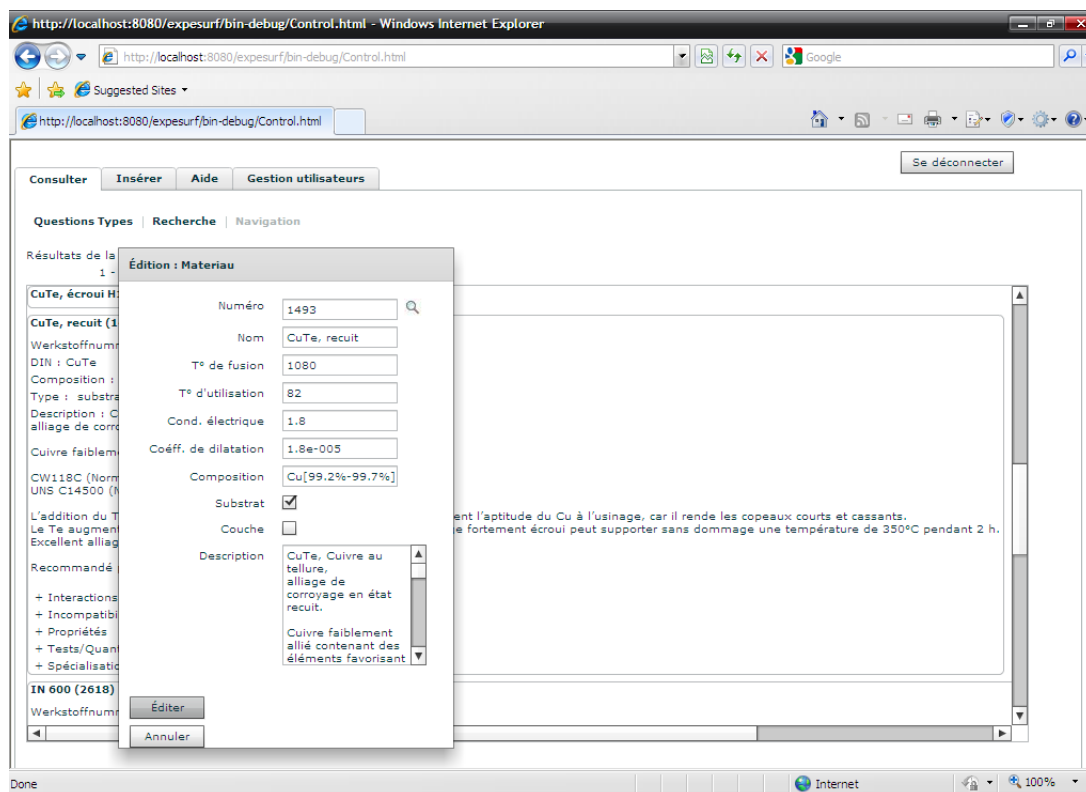 http://localhost:8080/expesurf/bin-debug/Control.html - Windows Internet Explorer
http://localhost:8080/expesurf/bin-debug/Control.html
Google
Suggested Sites
http://localhost:8080/expesurf/bin-debug/Control.html
Se déconnecter
Consulter Insérer Aide Gestion utilisateurs
Questions Types | Recherche | Navigation
Résultats de la
1 -
CuTe, écroui H
CuTe, recuit (1
Werkstoffnumm
DIN : CuTe
Composition :
Type : substra
Description : C
alliage de corro
Cuivre faiblem
CW118C (Norm
UNS C14500 (N
L'addition du T
Le Te augment
Excellent alliag
Recommandé
+ Interactions
+ Incompatibi
+ Propriétés
+ Tests/Quant
+ Spécialisatio
IN 600 (2618)
Werkstoffnumm
ent l'aptitude du Cu à l'usinage, car il rende les copeaux courts et cassants.
e fortement écroui peut supporter sans dommage une température de 350ºC pendant 2 h.
Édition : Materiau
Numéro 1493
Nom CuTe, recuit
Tº de fusion 1080
Tº d'utilisation 82
Cond. électrique 1.8
Coéff. de dilatation 1.8e-005
Composition Cu[99.2%-99.7%]
Substrat
Couche
Description CuTe, Cuivre au
tellure,
alliage de
corroyage en état
recuit.
Cuivre faiblement
allié contenant des
éléments favorisant
Éditer
Annuler
Done
Internet
100%